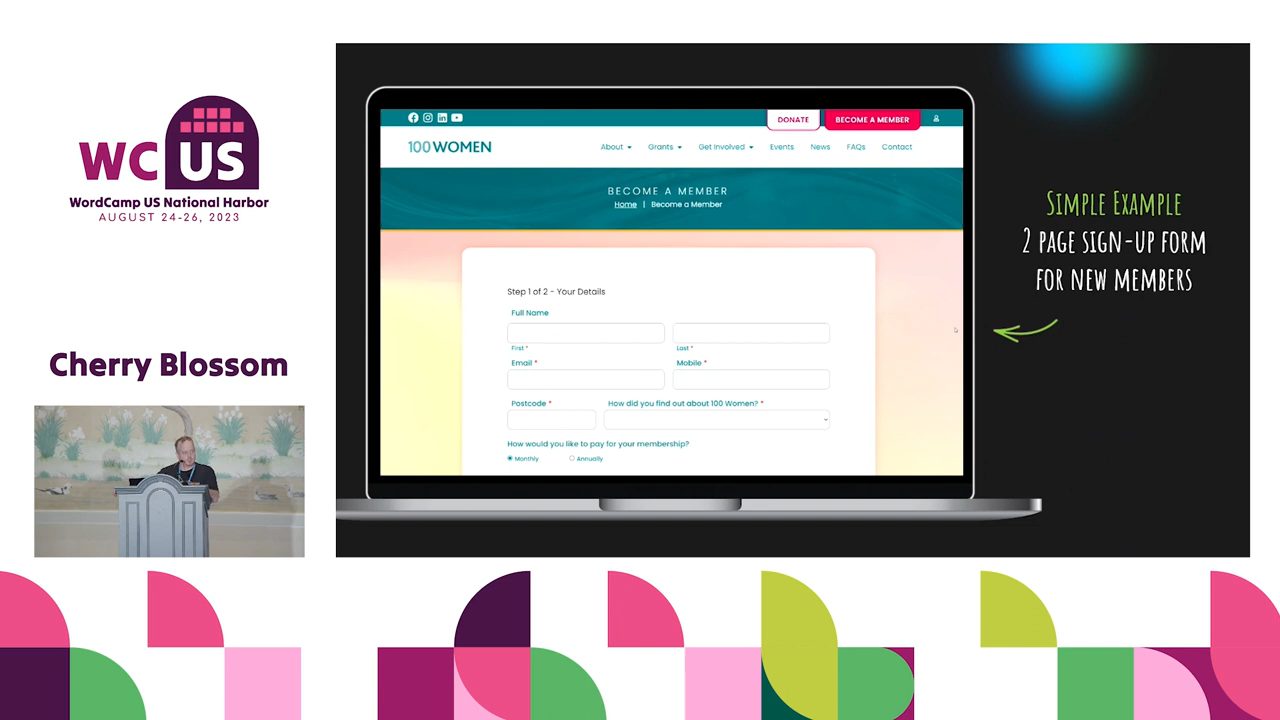 WC US
WordCamp US National Harbor
AUGUST 24-26, 2023
Cherry Blossom
DONATE
BECOME A MEMBER
100 WOMEN
About
Grants
Get Involved
Events
News
FAQs
Contact
BECOME A MEMBER
Home | Become a Member
Step 1 of 2 - Your Details
Full Name
First *
Last *
Email *
Mobile *
Postcode *
How did you find out about 100 Women? *
How would you like to pay for your membership?
Monthly
Annually
SIMPLE EXAMPLE
2 PAGE SIGN-UP FORM
FOR NEW MEMBERS